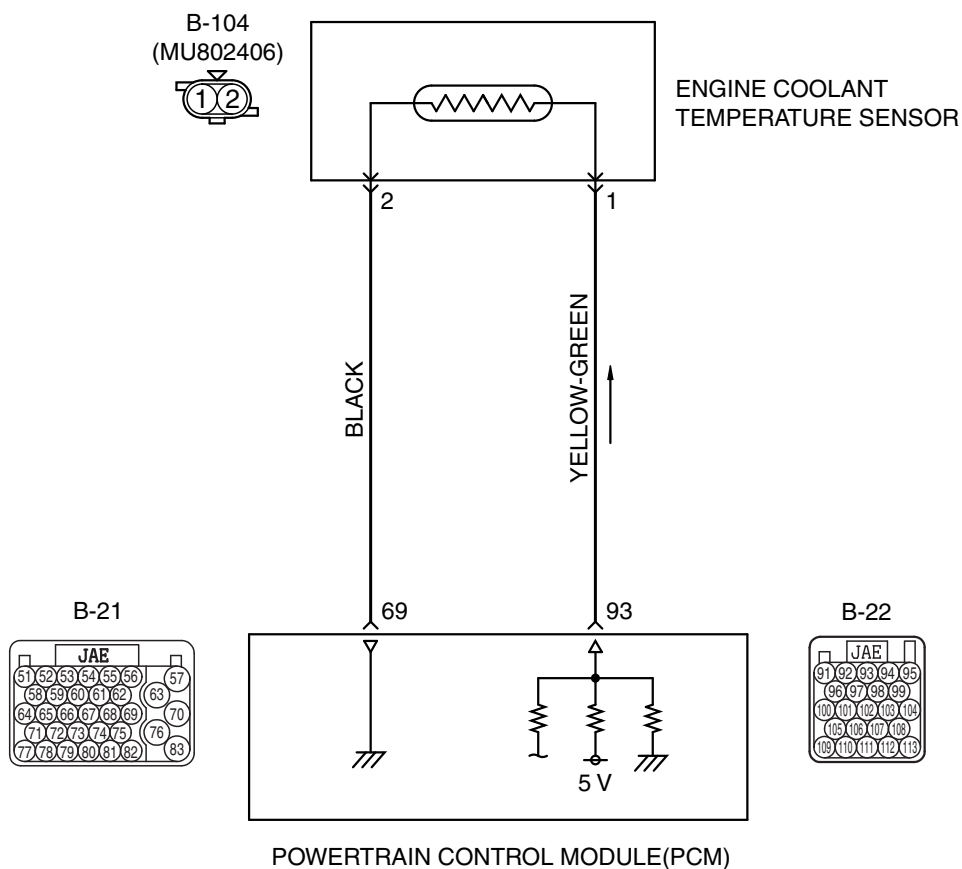 B-104
(MU802406)
1 2
ENGINE COOLANT
TEMPERATURE SENSOR
2
1
BLACK
YELLOW-GREEN
69
93
B-21
JAE
51 52 53 54 55 56 57
58 59 60 61 62 63
64 65 66 67 68 69 70
71 72 73 74 75 76
77 78 79 80 81 82 83
B-22
JAE
91 92 93 94 95
96 97 98 99
100 101 102 103 104
105 106 107 108
109 110 111 112 113
5 V
POWERTRAIN CONTROL MODULE(PCM)